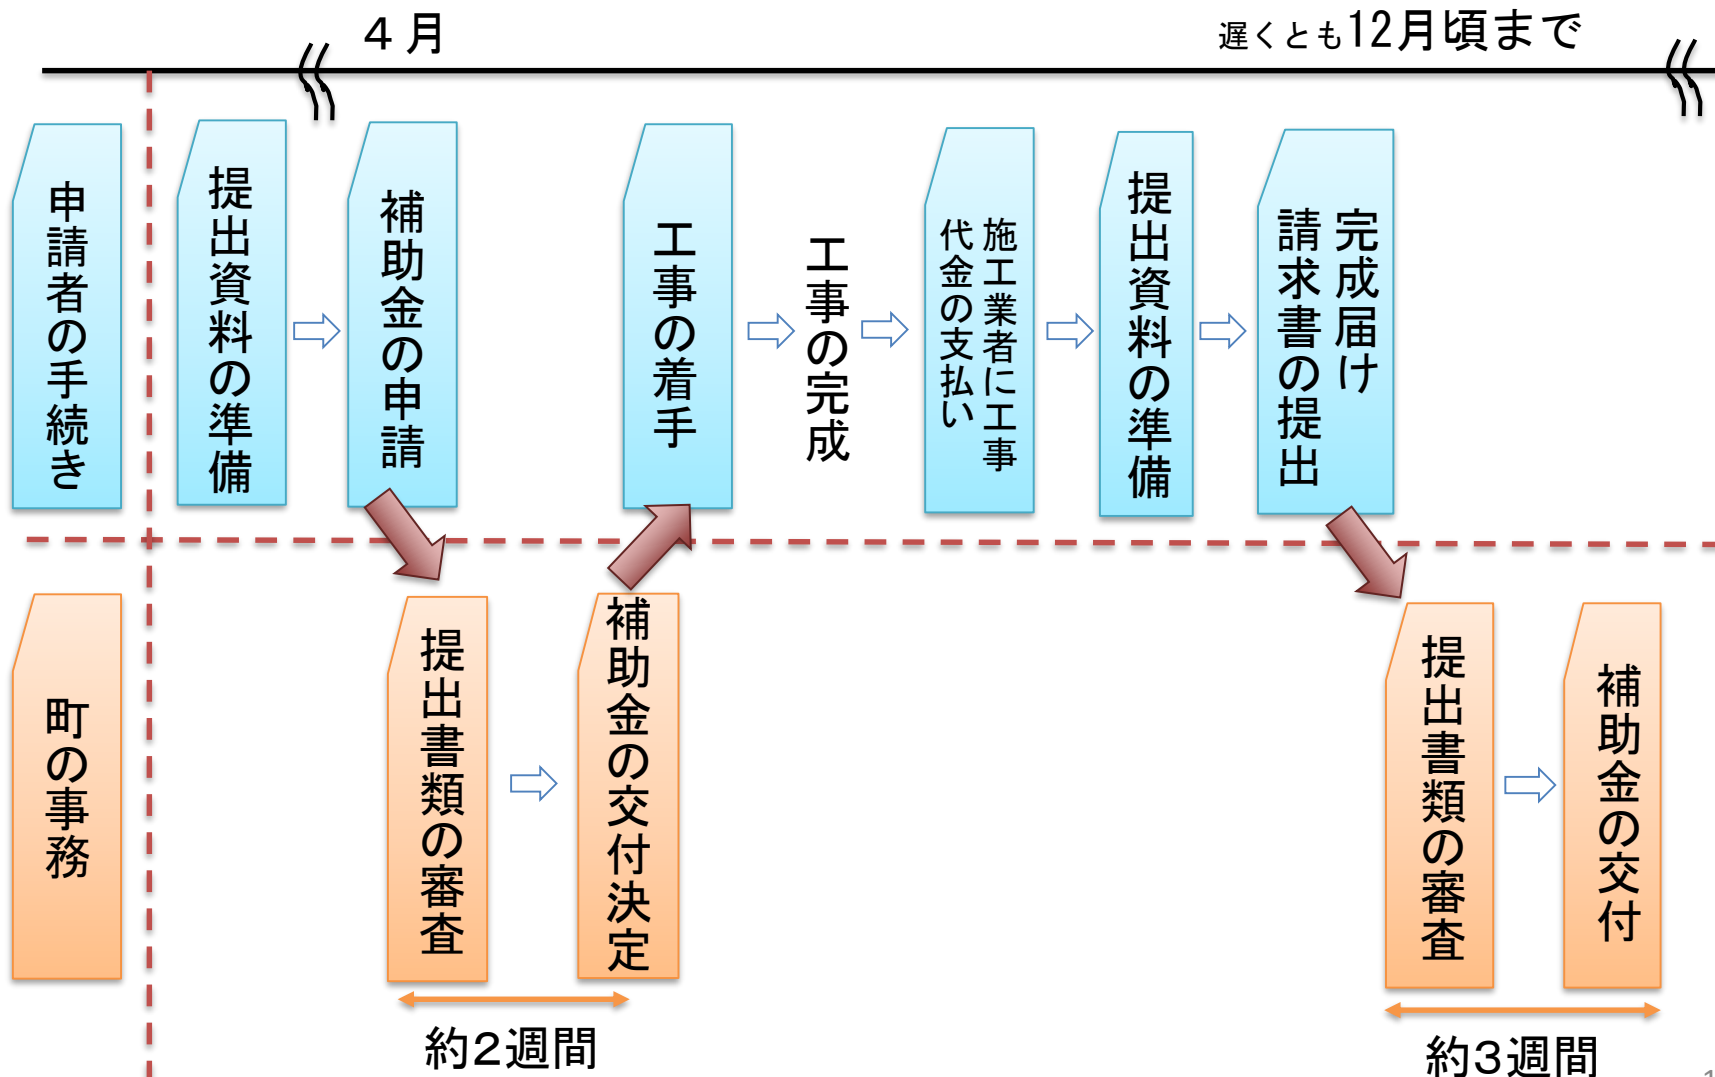 ４月
遅くとも12月頃まで
申請者の手続き
提出資料の準備
補助金の申請
工事の着手
工事の完成
施工業者に工事
代金の支払い
提出資料の準備
完成届け
請求書の提出
町の事務
提出書類の審査
補助金の交付決定
提出書類の審査
補助金の交付
約２週間
約３週間
1